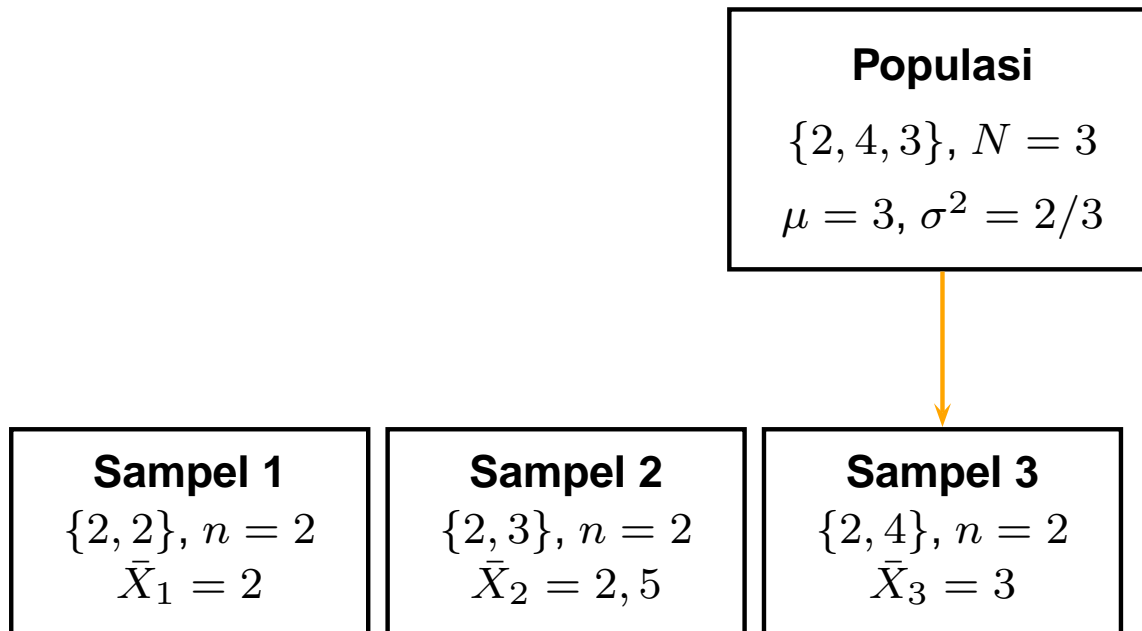 Populasi
{2, 4, 3}, N = 3
μ = 3, σ² = 2/3
Sampel 1
{2, 2}, n = 2
X̄₁ = 2
Sampel 2
{2, 3}, n = 2
X̄₂ = 2, 5
Sampel 3
{2, 4}, n = 2
X̄₃ = 3